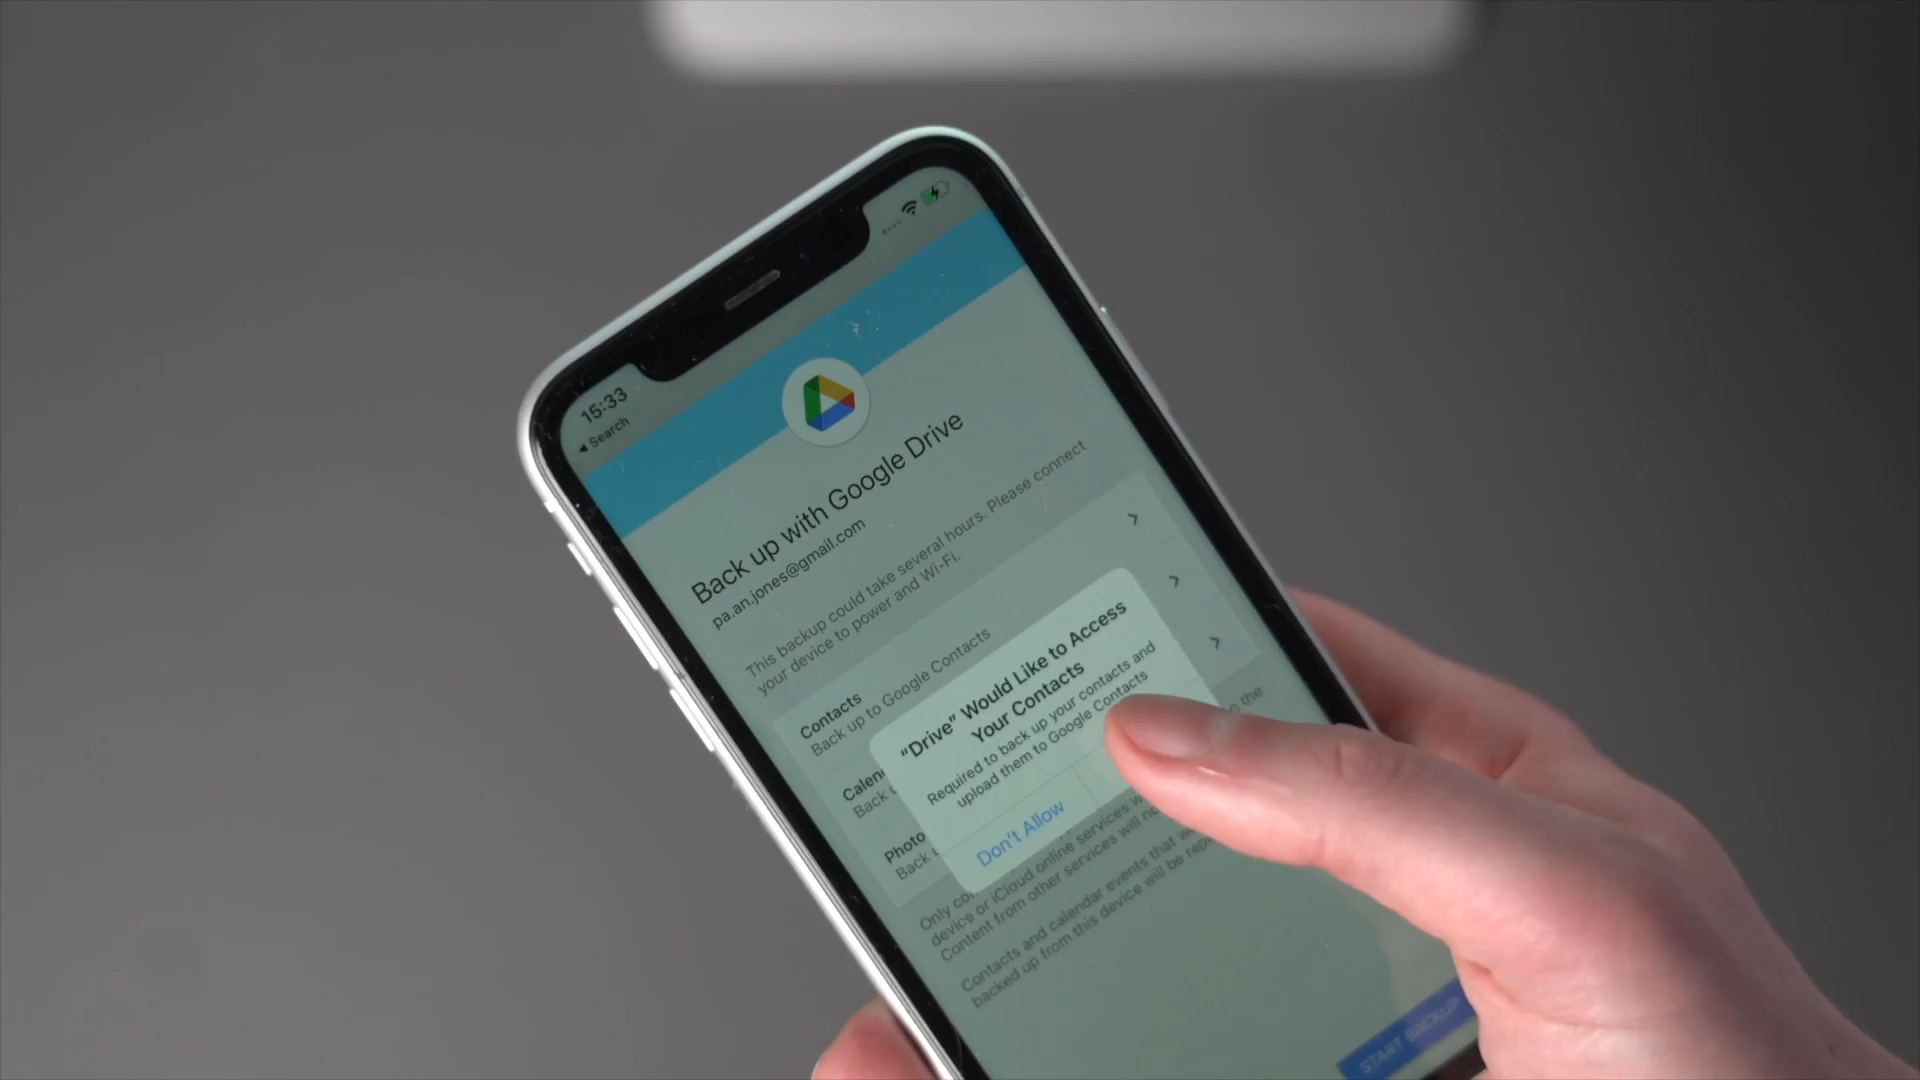 15:33
◂ Search
Back up with Google Drive
pa.an.jones@gmail.com
This backup could take several hours. Please connect
your device to power and Wi-Fi.
Contacts
Back up to Google Contacts
"Drive" Would Like to Access
Your Contacts
Required to back up your contacts and
upload them to Google Contacts
Don't Allow
Back
Back
Only
device or iCloud online services
Content from other services will
the
Contacts and calendar events that
backed up from this device will be
START BACKUP